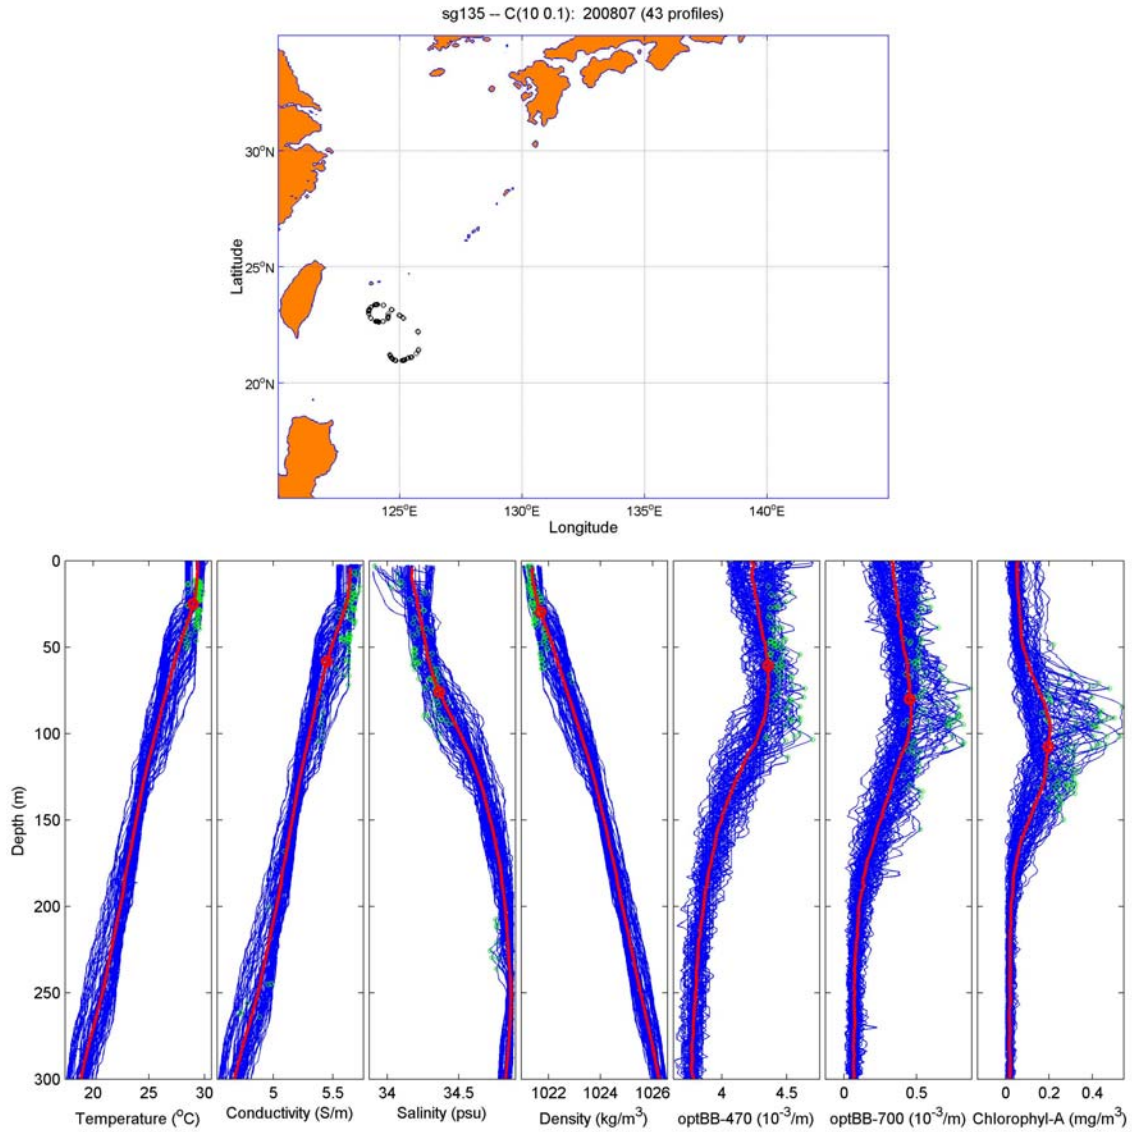 sg135 -- C(10 0.1):  200807 (43 profiles)
30°N
25°N
20°N
Latitude
125°E 130°E 135°E 140°E
Longitude
0
50
100
150
200
250
300
Depth (m)
20 25 30 5 5.5 34 34.5 1022 1024 1026 4 4.5 0 0.5 0 0.2 0.4
Temperature (°C) Conductivity (S/m) Salinity (psu) Density (kg/m³) optBB-470 (10⁻³/m) optBB-700 (10⁻³/m) Chlorophyl-A (mg/m³)